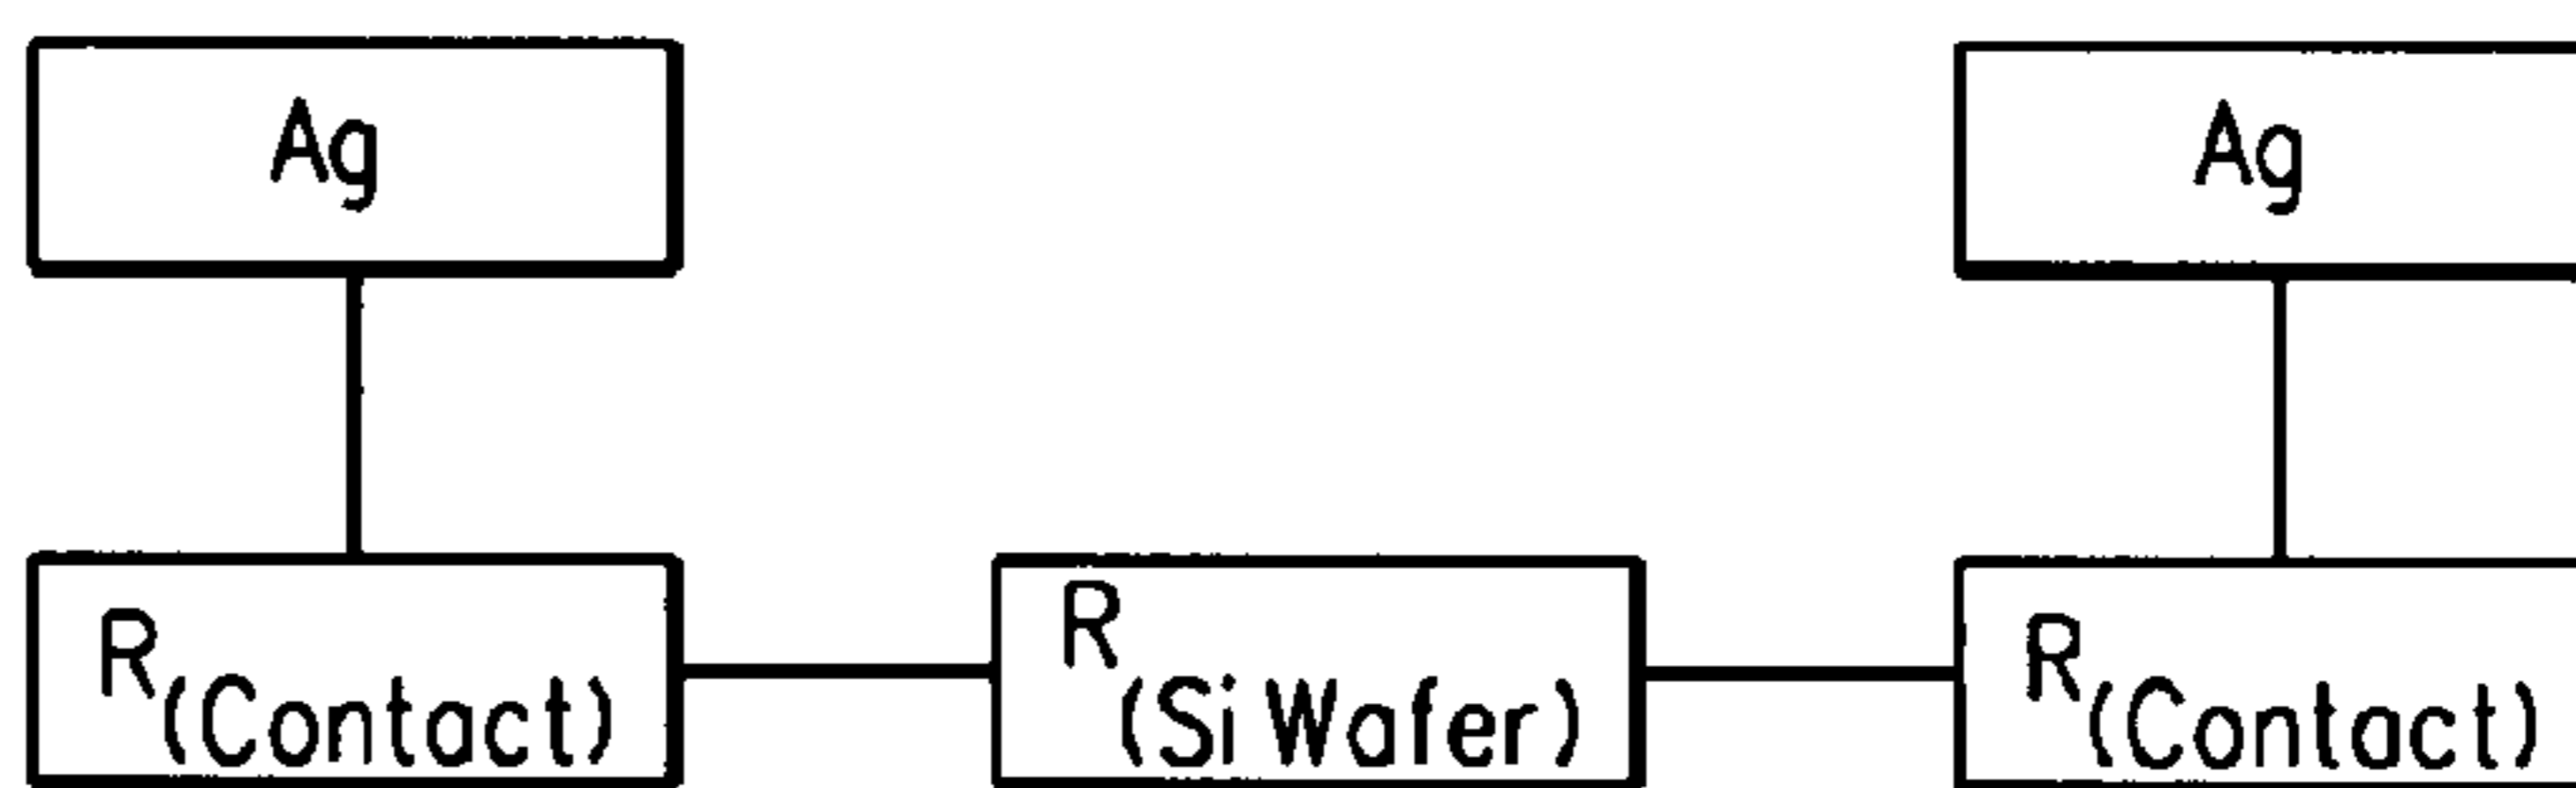 Ag
Ag
R(Contact)
R(Si Wafer)
R(Contact)